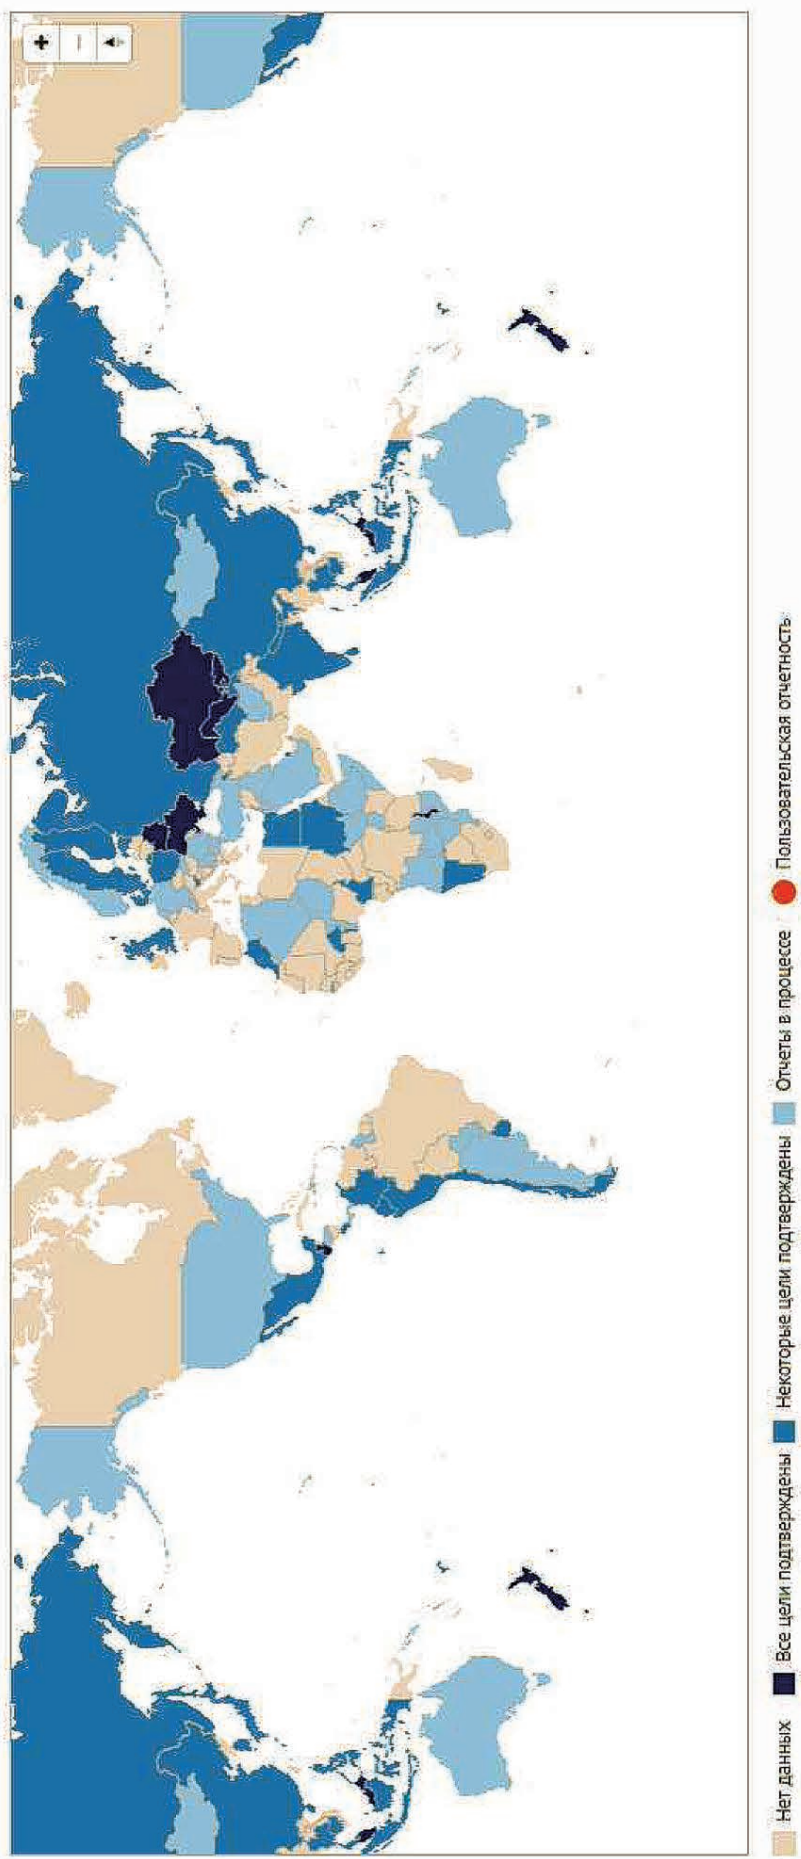 Нет данных
Все цели подтверждены
Некоторые цели подтверждены
Отчеты в процессе
Пользовательская отчетность